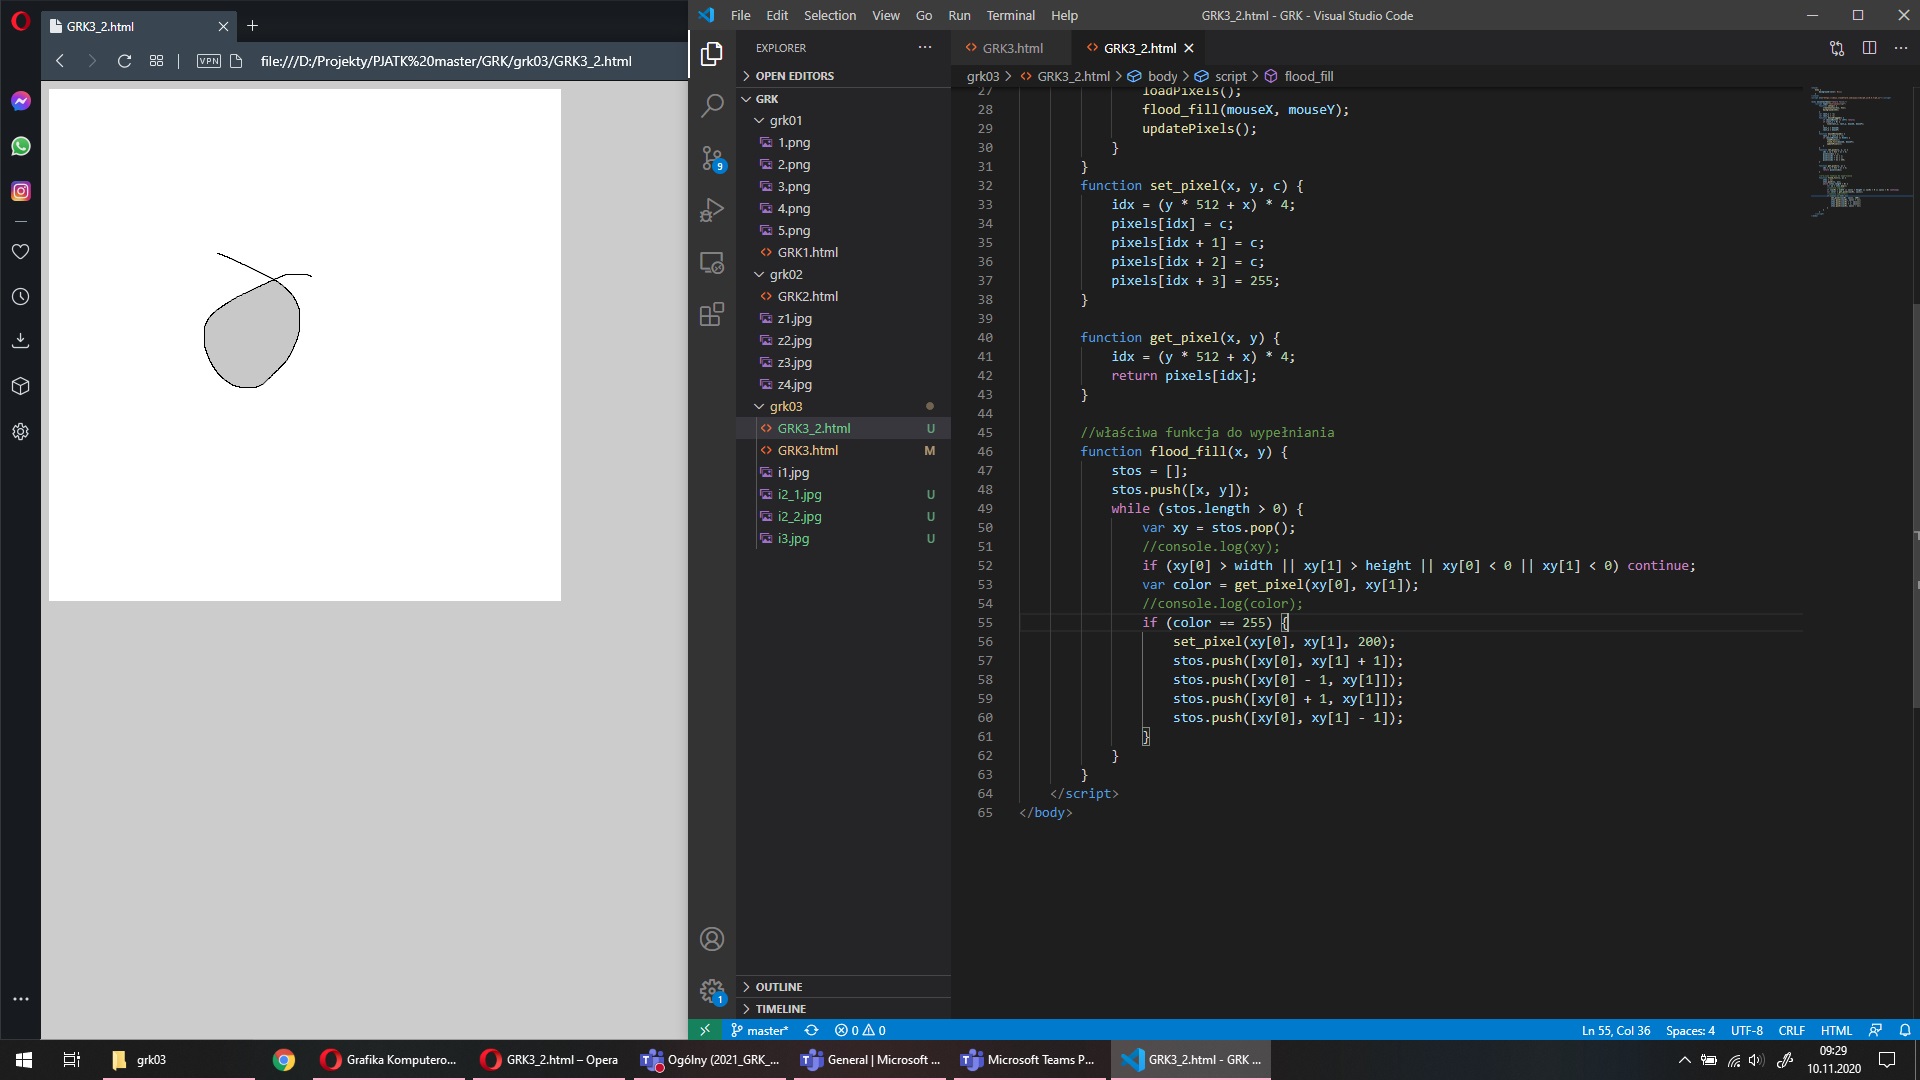 GRK3_2.html
VPN
file:///D:/Projekty/PJATK%20master/GRK/grk03/GRK3_2.html
File Edit Selection View Go Run Terminal Help
GRK3_2.html - GRK - Visual Studio Code
EXPLORER
OPEN EDITORS
GRK
grk01
1.png
2.png
3.png
4.png
5.png
GRK1.html
grk02
GRK2.html
z1.jpg
z2.jpg
z3.jpg
z4.jpg
grk03
GRK3_2.html U
GRK3.html M
i1.jpg
i2_1.jpg U
i2_2.jpg U
i3.jpg U
OUTLINE
TIMELINE
9
1
GRK3.html
GRK3_2.html
grk03 > GRK3_2.html > body > script > flood_fill
27 loadPixels();
28 flood_fill(mouseX, mouseY);
29 updatePixels();
30 }
31 }
32 function set_pixel(x, y, c) {
33 idx = (y * 512 + x) * 4;
34 pixels[idx] = c;
35 pixels[idx + 1] = c;
36 pixels[idx + 2] = c;
37 pixels[idx + 3] = 255;
38 }
39
40 function get_pixel(x, y) {
41 idx = (y * 512 + x) * 4;
42 return pixels[idx];
43 }
44
45 //właściwa funkcja do wypełniania
46 function flood_fill(x, y) {
47 stos = [];
48 stos.push([x, y]);
49 while (stos.length > 0) {
50 var xy = stos.pop();
51 //console.log(xy);
52 if (xy[0] > width || xy[1] > height || xy[0] < 0 || xy[1] < 0) continue;
53 var color = get_pixel(xy[0], xy[1]);
54 //console.log(color);
55 if (color == 255) {
56 set_pixel(xy[0], xy[1], 200);
57 stos.push([xy[0], xy[1] + 1]);
58 stos.push([xy[0] - 1, xy[1]]);
59 stos.push([xy[0] + 1, xy[1]]);
60 stos.push([xy[0], xy[1] - 1]);
61 }
62 }
63 }
64 </script>
65 </body>
master* 0 0
Ln 55, Col 36 Spaces: 4 UTF-8 CRLF HTML
grk03
Grafika Komputero...
GRK3_2.html – Opera
Ogólny (2021_GRK_...
General | Microsoft ...
Microsoft Teams P...
GRK3_2.html - GRK ...
09:29
10.11.2020